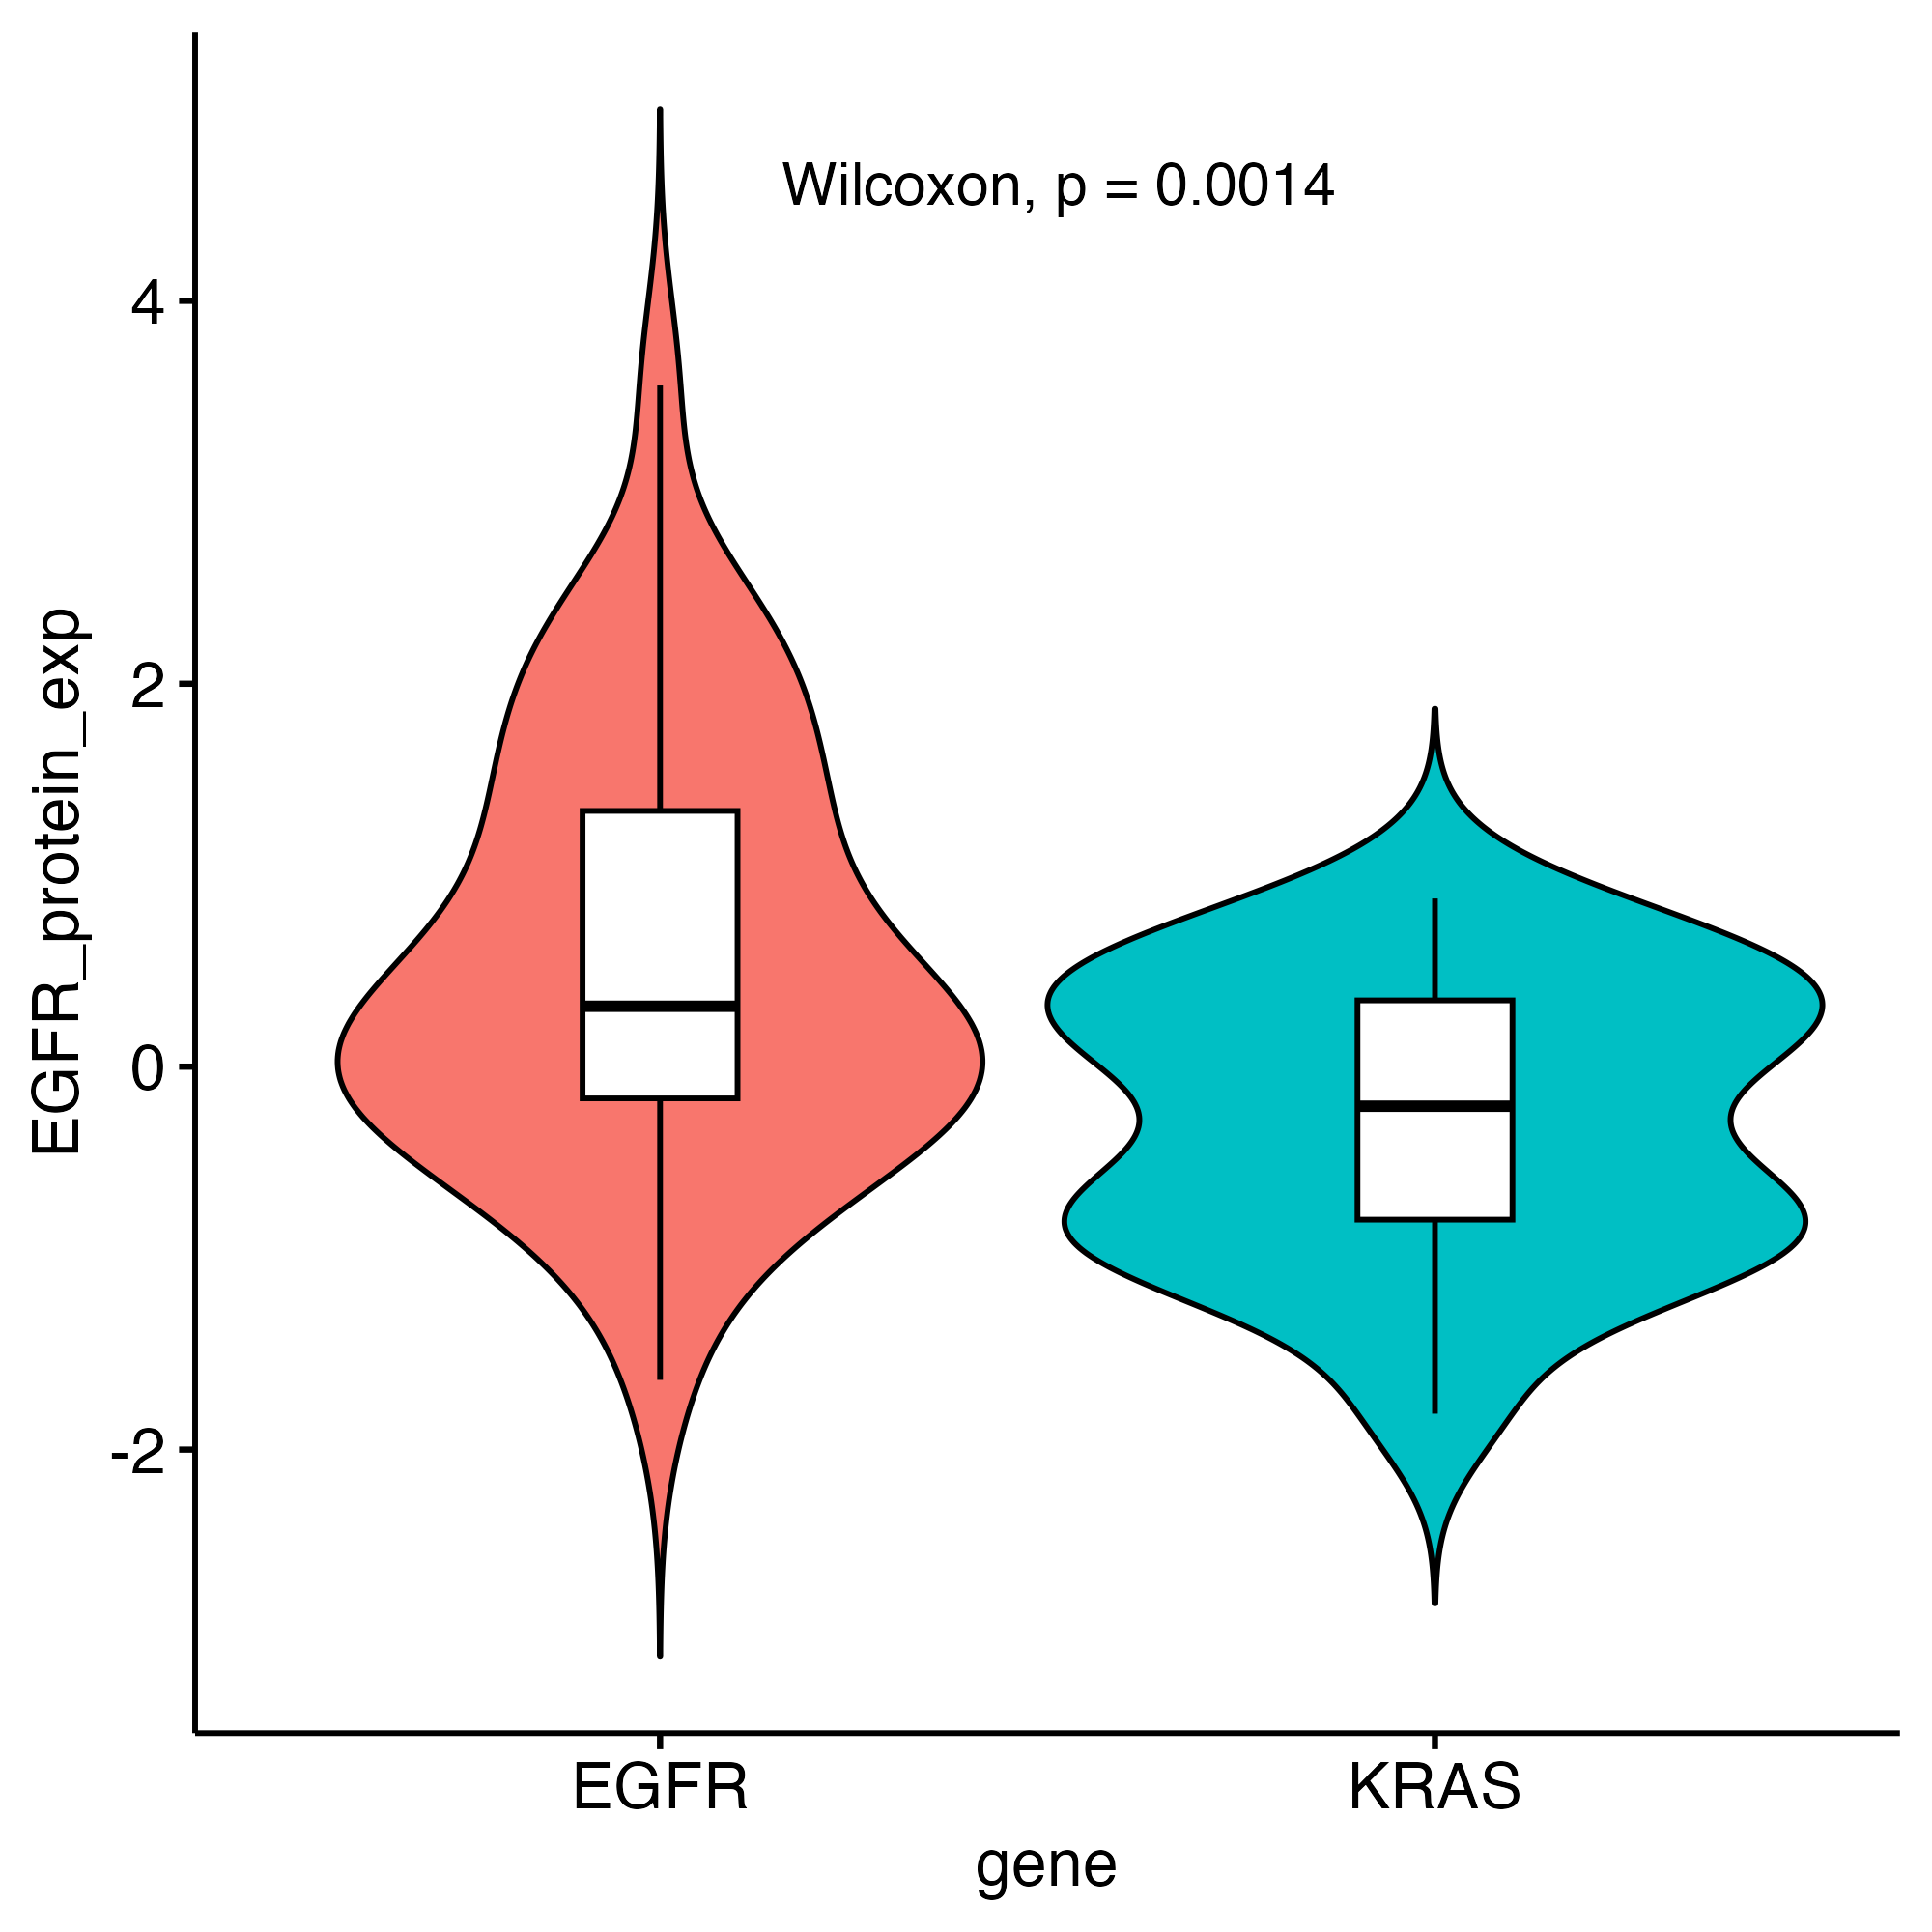 Wilcoxon, p = 0.0014
4
2
0
-2
EGFR_protein_exp
EGFR
KRAS
gene